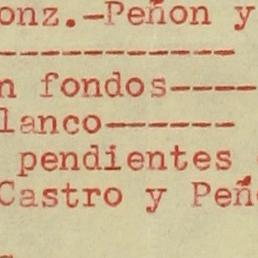 onz.-Peñon y
-------------
n fondos-----
lanco-------
pendientes
Castro y Peñ